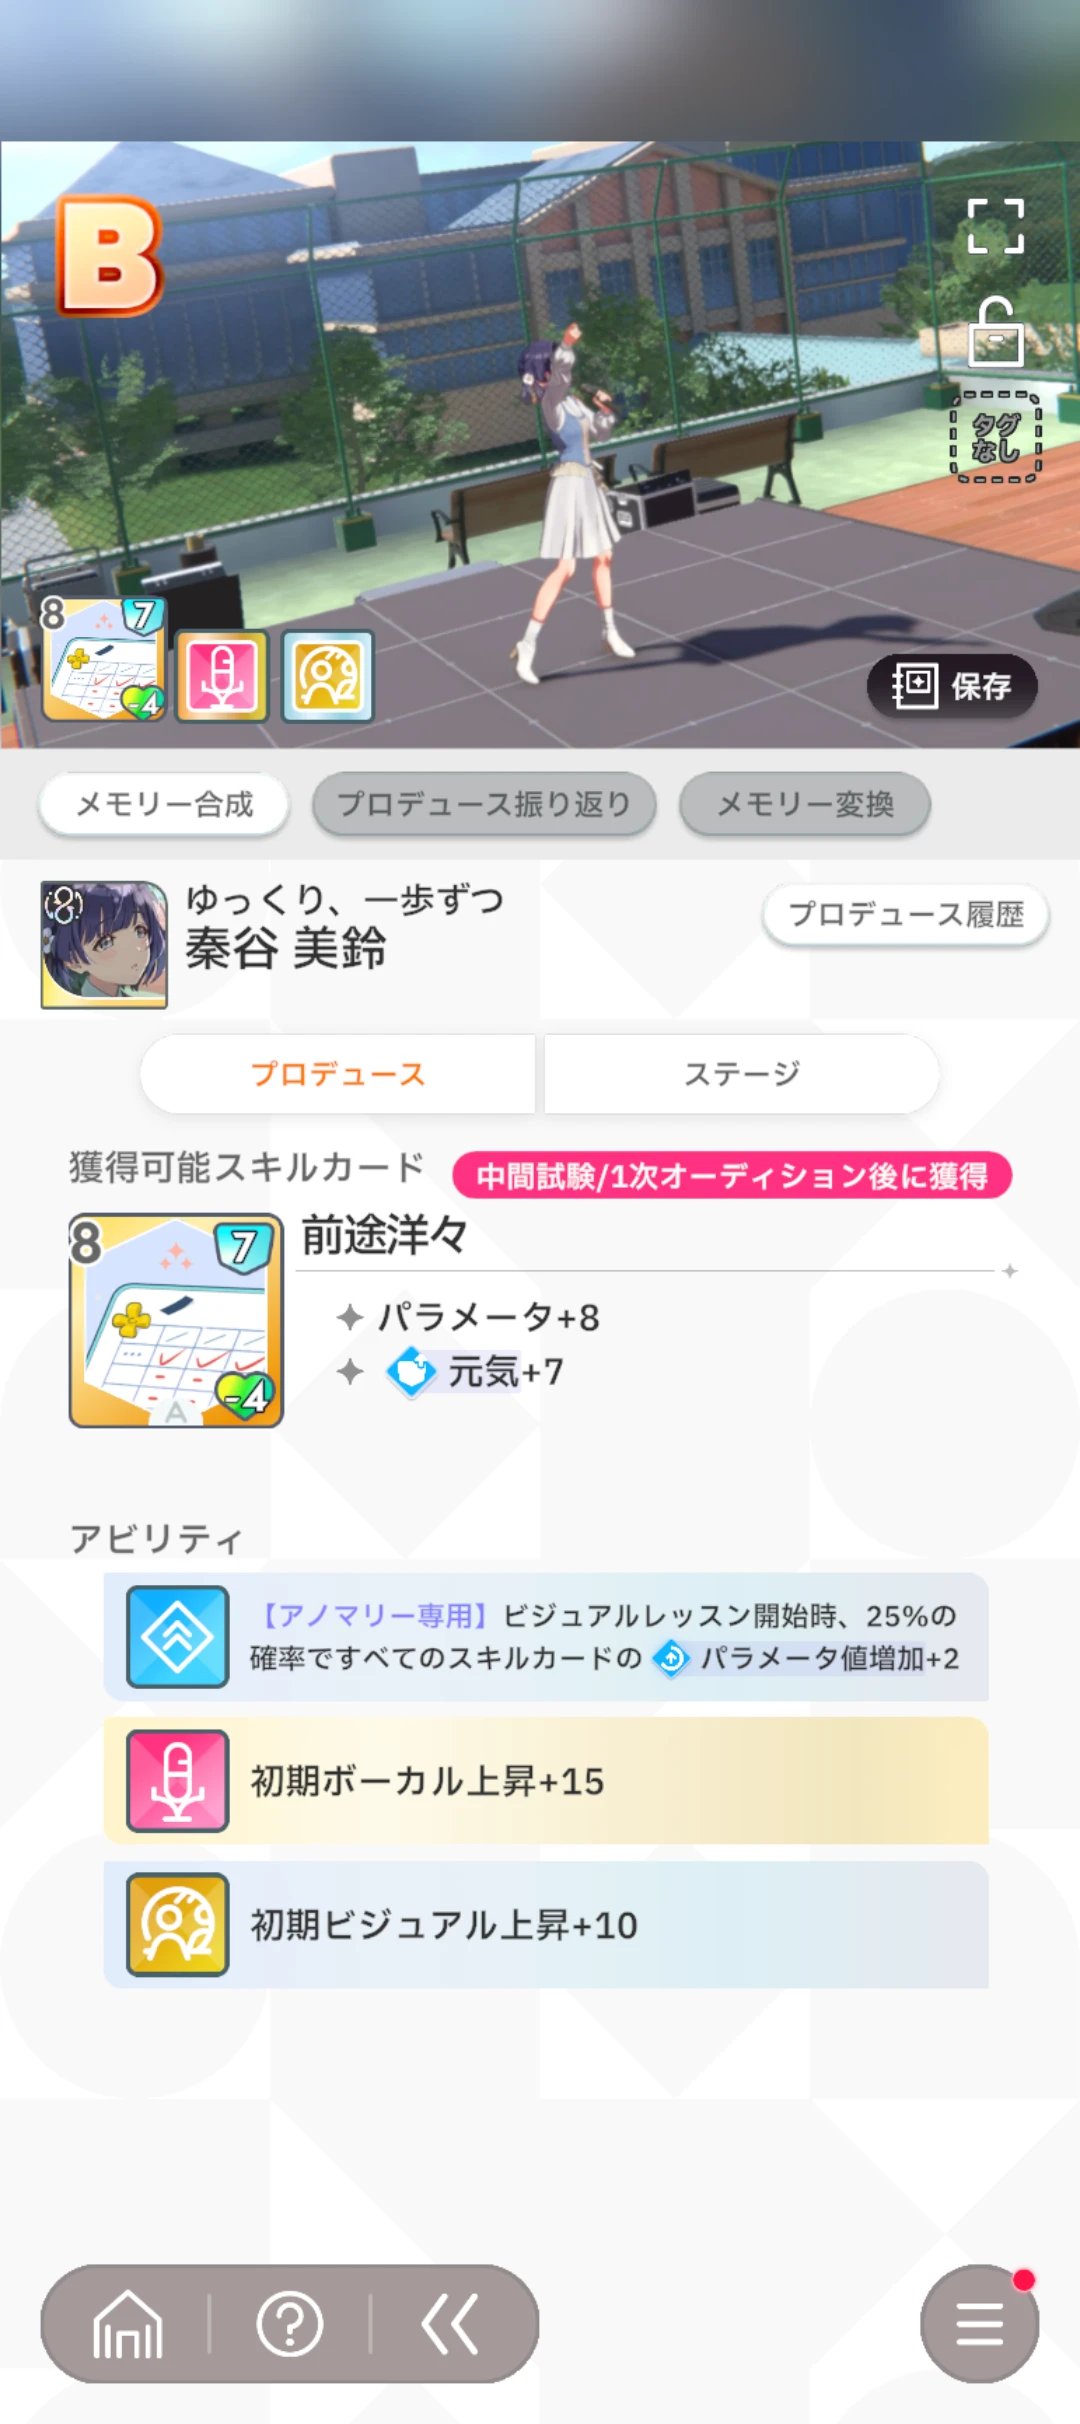 B
タグ
なし
8
7
-4
保存
メモリー合成
プロデュース振り返り
メモリー変換
ゆっくり、一歩ずつ
秦谷 美鈴
プロデュース履歴
プロデュース
ステージ
獲得可能スキルカード
中間試験/1次オーディション後に獲得
8
7
-4
A
前途洋々
パラメータ+8
元気+7
アビリティ
【アノマリー専用】ビジュアルレッスン開始時、25%の
確率ですべてのスキルカードの パラメータ値増加+2
初期ボーカル上昇+15
初期ビジュアル上昇+10